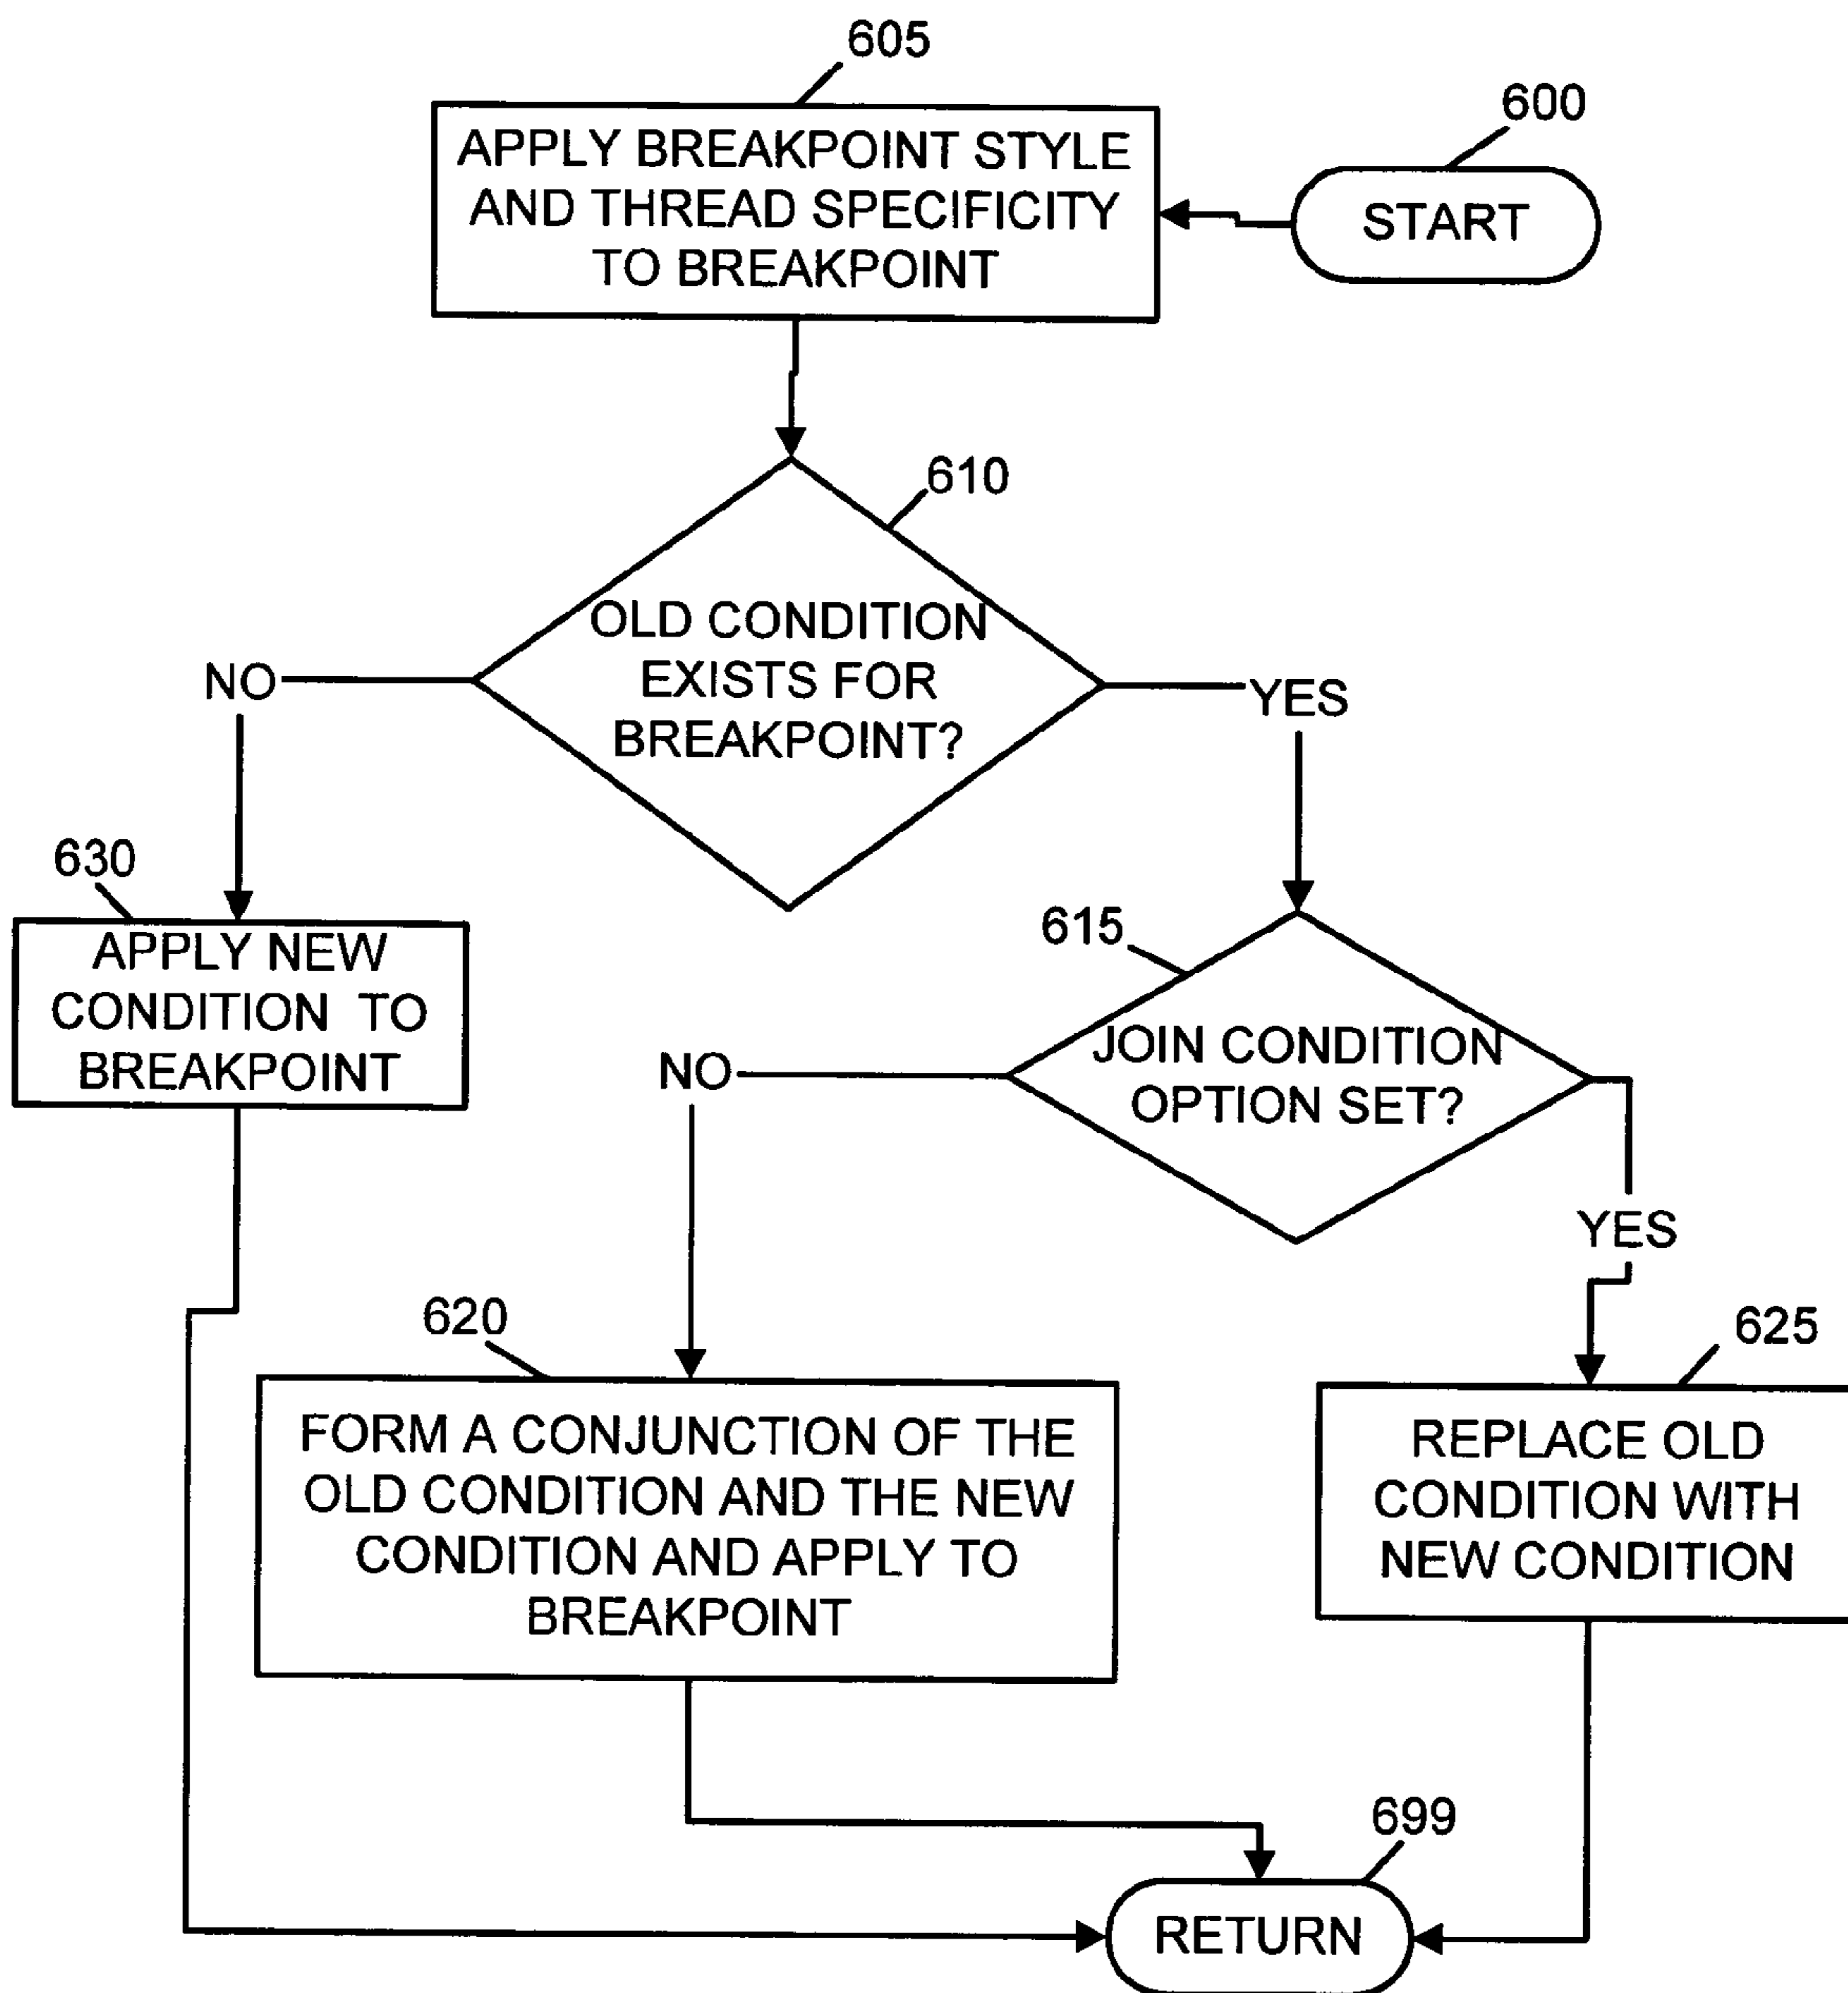 605
600
APPLY BREAKPOINT STYLE
AND THREAD SPECIFICITY
TO BREAKPOINT
START
610
OLD CONDITION
EXISTS FOR
BREAKPOINT?
NO
YES
630
APPLY NEW
CONDITION TO
BREAKPOINT
615
JOIN CONDITION
OPTION SET?
NO
YES
620
FORM A CONJUNCTION OF THE
OLD CONDITION AND THE NEW
CONDITION AND APPLY TO
BREAKPOINT
625
REPLACE OLD
CONDITION WITH
NEW CONDITION
699
RETURN